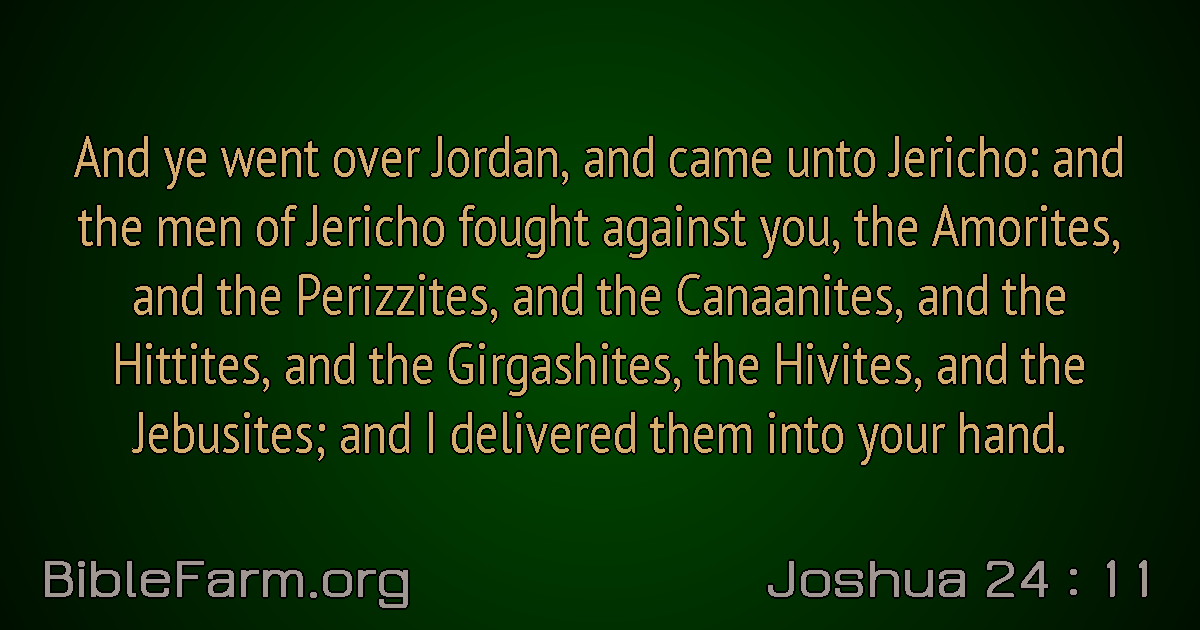 And ye went over Jordan, and came unto Jericho: and
the men of Jericho fought against you, the Amorites,
and the Perizzites, and the Canaanites, and the
Hittites, and the Girgashites, the Hivites, and the
Jebusites; and I delivered them into your hand.
BibleFarm.org
Joshua 24 : 11